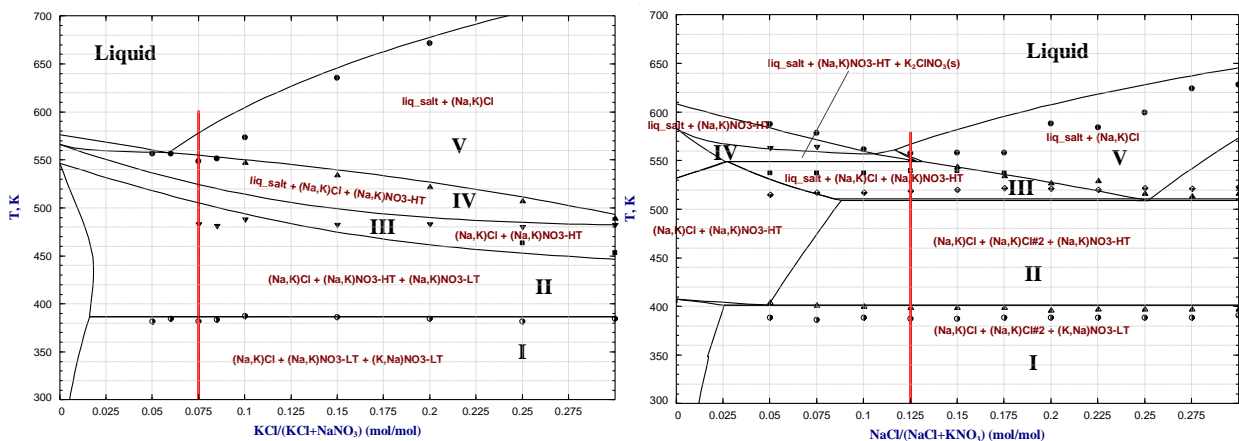 700
650
600
550
500
450
400
350
300
T, K
Liquid
liq_salt + (Na,K)Cl
V
liq_salt + (Na,K)Cl + (Na,K)NO3-HT
IV
III
(Na,K)Cl + (Na,K)NO3-HT
(Na,K)Cl + (Na,K)NO3-HT + (Na,K)NO3-LT
II
(Na,K)Cl + (Na,K)NO3-LT + (K,Na)NO3-LT
I
0 0.025 0.05 0.075 0.1 0.125 0.15 0.175 0.2 0.225 0.25 0.275
KCl/(KCl+NaNO₃) (mol/mol)
700
650
600
550
500
450
400
350
300
T, K
Liquid
liq_salt + (Na,K)NO3-HT + K₂ClNO₃(s)
liq_salt + (Na,K)NO3-HT
liq_salt + (Na,K)Cl
IV
V
liq_salt + (Na,K)Cl + (Na,K)NO3-HT
III
(Na,K)Cl + (Na,K)NO3-HT
(Na,K)Cl + (Na,K)Cl#2 + (Na,K)NO3-HT
II
(Na,K)Cl + (Na,K)Cl#2 + (K,Na)NO3-LT
I
0 0.025 0.05 0.075 0.1 0.125 0.15 0.175 0.2 0.225 0.25 0.275
NaCl/(NaCl+KNO₃) (mol/mol)